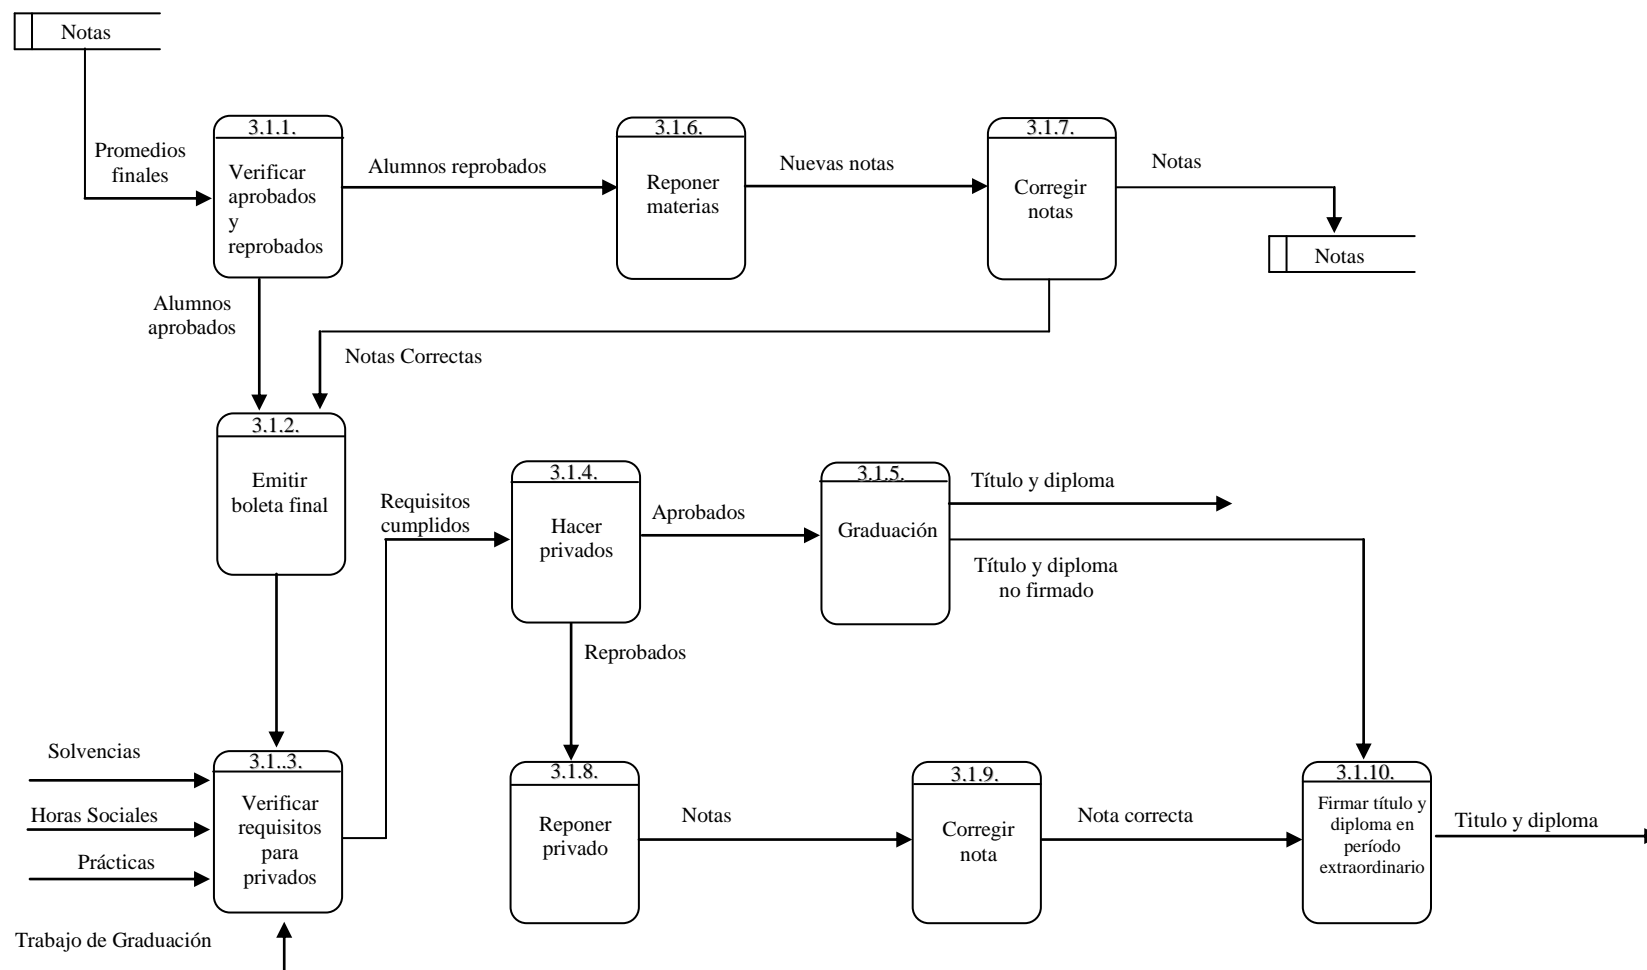 Notas
3.1.1.
3.1.6.
3.1.7.
Promedios
finales
Verificar
aprobados
y
reprobados
Alumnos reprobados
Reponer
materias
Nuevas notas
Corregir
notas
Notas
Notas
Alumnos
aprobados
Notas Correctas
3.1.2.
Emitir
boleta final
Requisitos
cumplidos
3.1.4.
Hacer
privados
Aprobados
3.1.5.
Graduación
Título y diploma
Título y diploma
no firmado
Reprobados
Solvencias
Horas Sociales
Prácticas
3.1..3.
Verificar
requisitos
para
privados
3.1.8.
Reponer
privado
Notas
3.1.9.
Corregir
nota
Nota correcta
3.1.10.
Firmar título y
diploma en
período
extraordinario
Titulo y diploma
Trabajo de Graduación